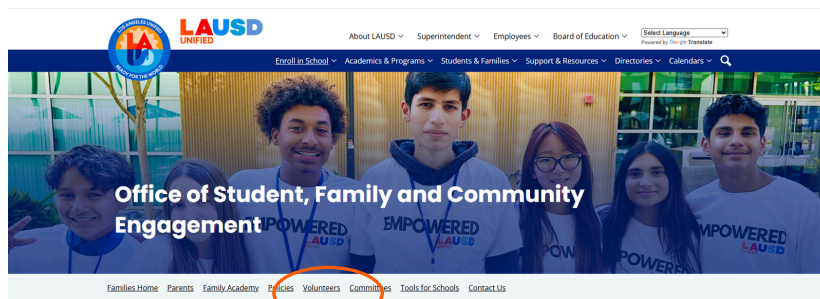 LOS ANGELES UNIFIED
LA
READY FOR THE WORLD
LAUSD
UNIFIED
About LAUSD Superintendent Employees Board of Education Select Language
Powered by Google Translate
Enroll in School Academics & Programs Students & Families Support & Resources Directories Calendars
Office of Student, Family and Community
Engagement
EMPOWERED EMPOWERED EMPOWERED
LAUSD LAUSD LAUSD
Families Home Parents Family Academy Policies Volunteers Committees Tools for Schools Contact Us